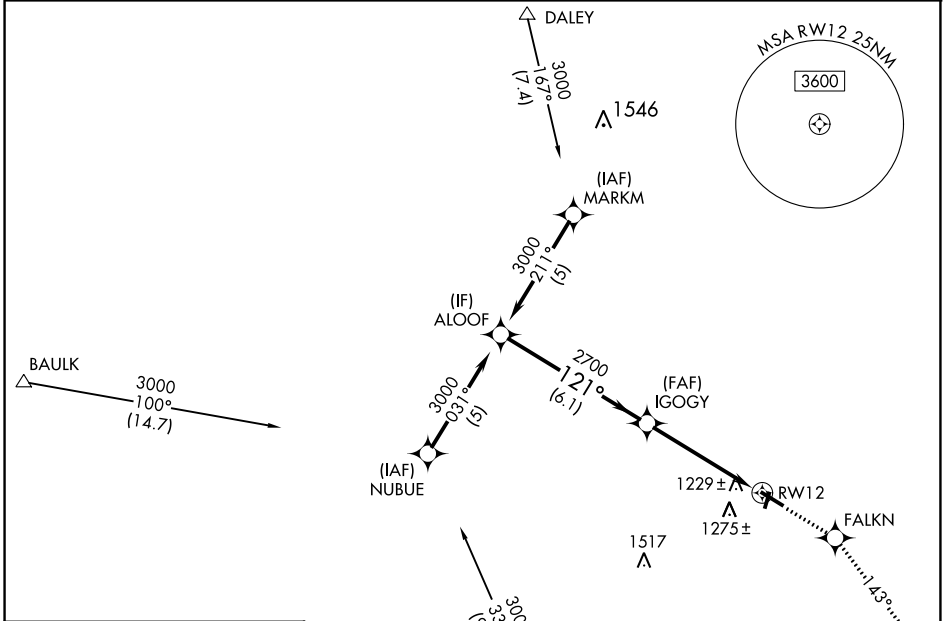 DALEY
3000
167°
(7.4)
1546
MSA RW12 25NM
3600
(IAF)
MARKM
3000
211°
(5)
(IF)
ALOOF
BAULK
3000
100°
(14.7)
3000
031°
(5)
(IAF)
NUBUE
2700
121°
(6.1)
(FAF)
IGOGY
1229±
RW12
1275±
FALKN
1517
143°